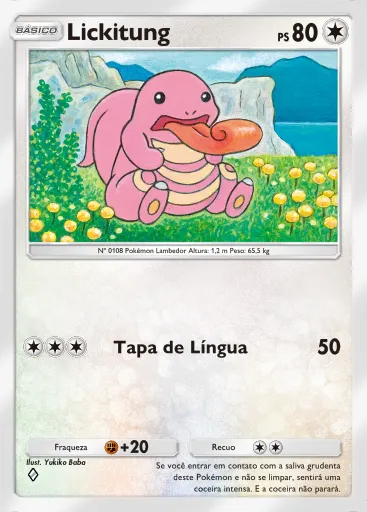 BÁSICO Lickitung PS 80
Nº 0108 Pokémon Lambedor Altura: 1,2 m Peso: 65,5 kg
Tapa de Língua 50
Fraqueza +20 Recuo
Ilust. Yukiko Baba
Se você entrar em contato com a saliva grudenta
deste Pokémon e não se limpar, sentirá uma
coceira intensa. E a coceira não parará.